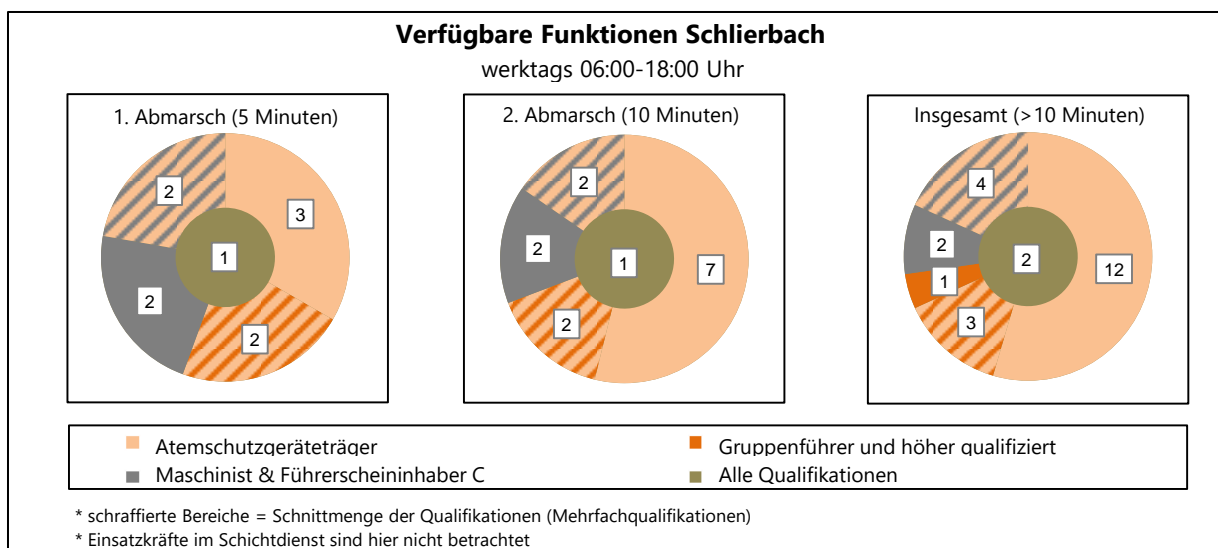 Verfügbare Funktionen Schlierbach
werktags 06:00-18:00 Uhr
1. Abmarsch (5 Minuten)
2
3
1
2
2
2. Abmarsch (10 Minuten)
2
2
1
7
2
Insgesamt (>10 Minuten)
4
2
1
2
12
3
Atemschutzgeräteträger
Gruppenführer und höher qualifiziert
Maschinist & Führerscheininhaber C
Alle Qualifikationen
* schraffierte Bereiche = Schnittmenge der Qualifikationen (Mehrfachqualifikationen)
* Einsatzkräfte im Schichtdienst sind hier nicht betrachtet